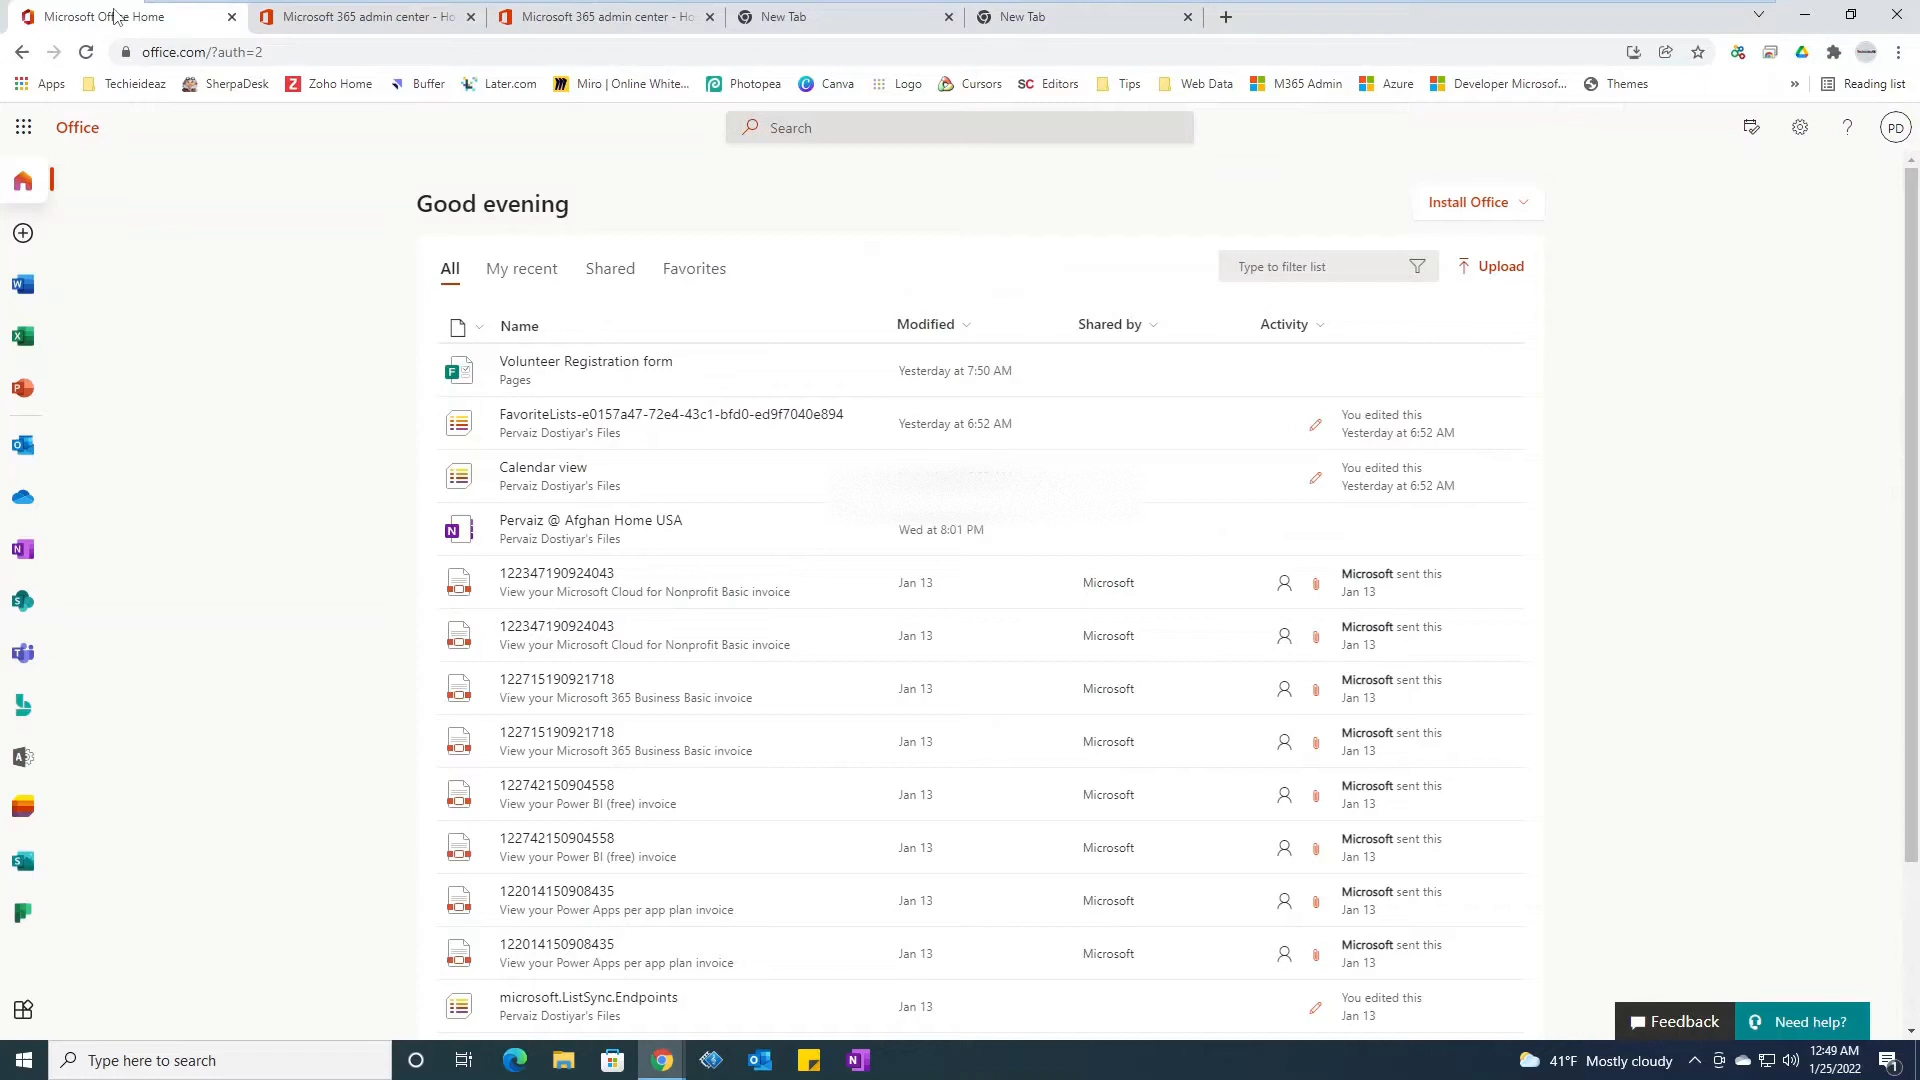 Microsoft Office Home
Microsoft 365 admin center - Ho
Microsoft 365 admin center - Ho
New Tab
New Tab
office.com/?auth=2
Apps
Techieideaz
SherpaDesk
Zoho Home
Buffer
Later.com
Miro | Online White...
Photopea
Canva
Logo
Cursors
SC Editors
Tips
Web Data
M365 Admin
Azure
Developer Microsof...
Themes
»
Reading list
Office
Search
?
PD
Good evening
Install Office
All
My recent
Shared
Favorites
Type to filter list
Upload
Name
Modified
Shared by
Activity
Volunteer Registration form
Pages
Yesterday at 7:50 AM
FavoriteLists-e0157a47-72e4-43c1-bfd0-ed9f7040e894
Pervaiz Dostiyar's Files
Yesterday at 6:52 AM
You edited this
Yesterday at 6:52 AM
Calendar view
Pervaiz Dostiyar's Files
You edited this
Yesterday at 6:52 AM
Pervaiz @ Afghan Home USA
Pervaiz Dostiyar's Files
Wed at 8:01 PM
122347190924043
View your Microsoft Cloud for Nonprofit Basic invoice
Jan 13
Microsoft
Microsoft sent this
Jan 13
122347190924043
View your Microsoft Cloud for Nonprofit Basic invoice
Jan 13
Microsoft
Microsoft sent this
Jan 13
122715190921718
View your Microsoft 365 Business Basic invoice
Jan 13
Microsoft
Microsoft sent this
Jan 13
122715190921718
View your Microsoft 365 Business Basic invoice
Jan 13
Microsoft
Microsoft sent this
Jan 13
122742150904558
View your Power BI (free) invoice
Jan 13
Microsoft
Microsoft sent this
Jan 13
122742150904558
View your Power BI (free) invoice
Jan 13
Microsoft
Microsoft sent this
Jan 13
122014150908435
View your Power Apps per app plan invoice
Jan 13
Microsoft
Microsoft sent this
Jan 13
122014150908435
View your Power Apps per app plan invoice
Jan 13
Microsoft
Microsoft sent this
Jan 13
microsoft.ListSync.Endpoints
Pervaiz Dostiyar's Files
Jan 13
You edited this
Jan 13
Feedback
Need help?
Type here to search
41°F Mostly cloudy
12:49 AM
1/25/2022
1